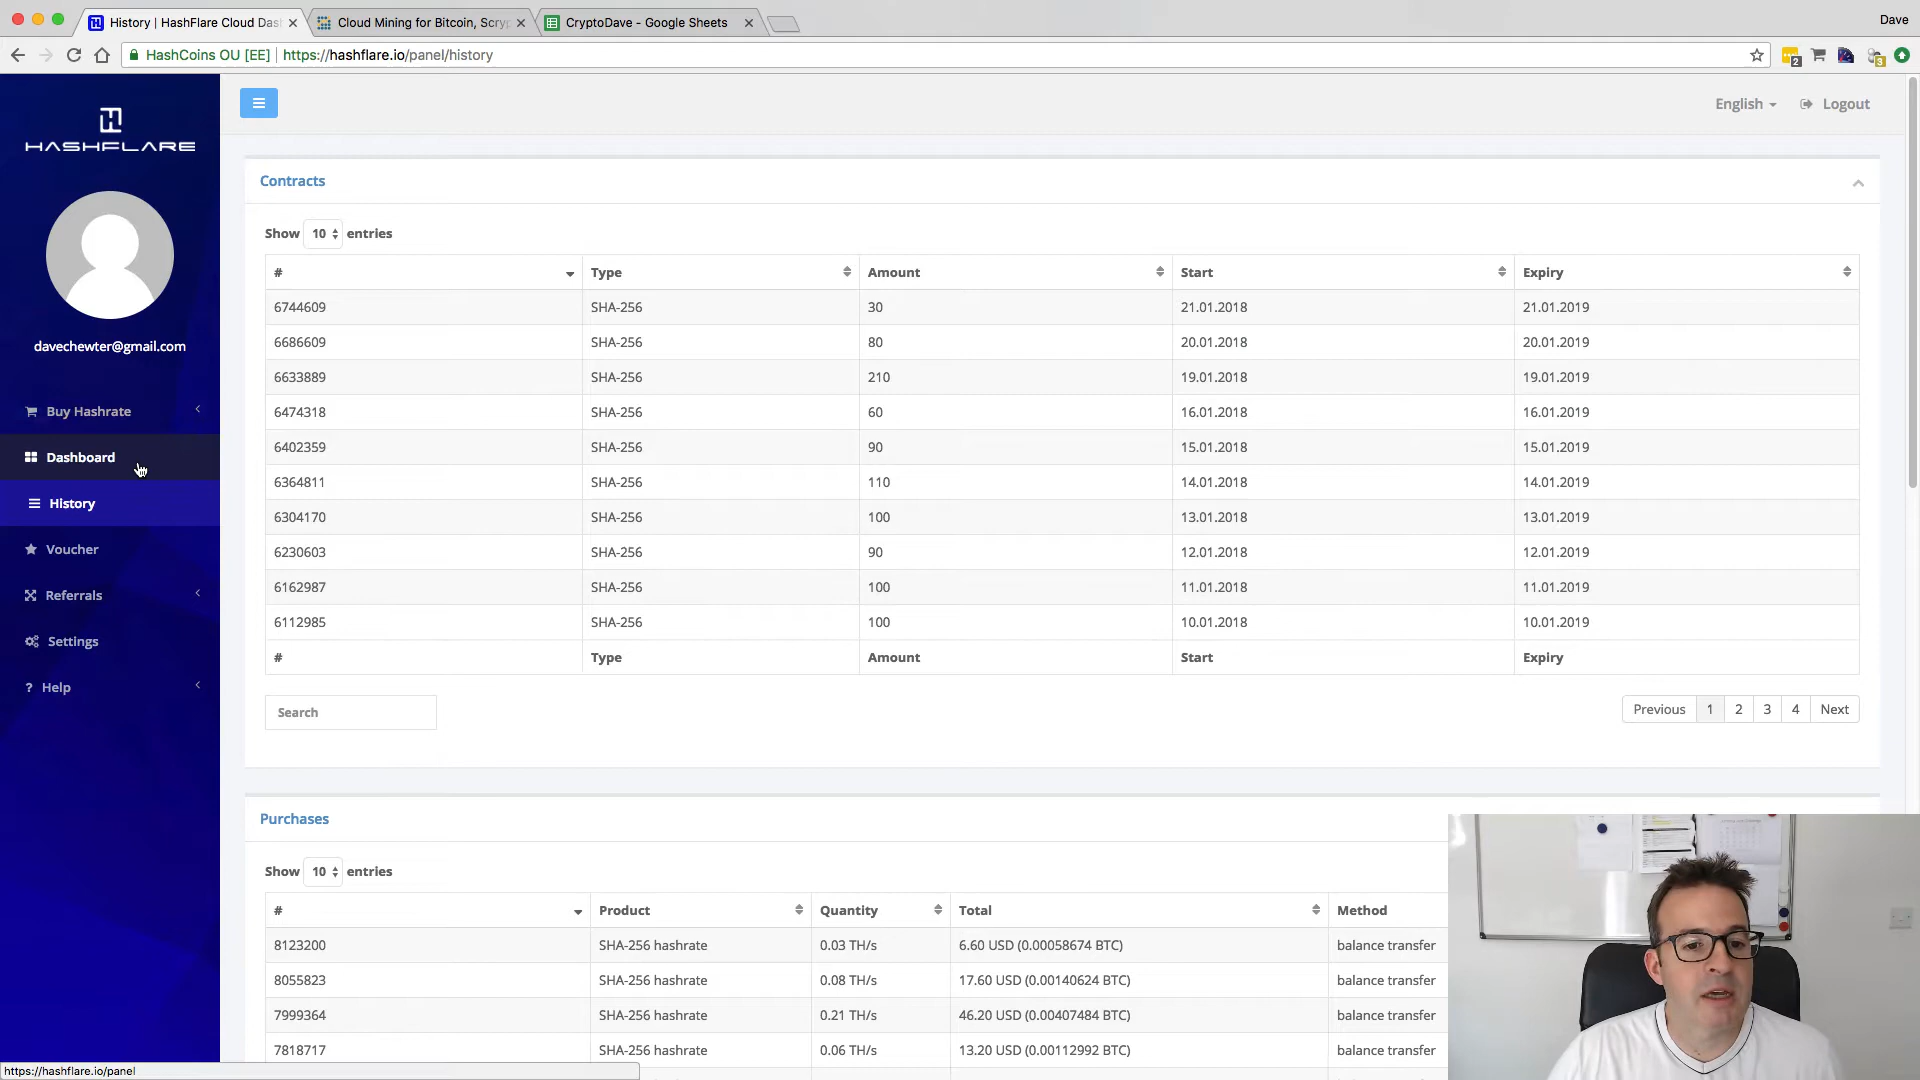 History | HashFlare Cloud Das
Cloud Mining for Bitcoin, Scryp
CryptoDave - Google Sheets
Dave
HashCoins OU [EE] https://hashflare.io/panel/history
2
3
HASHFLARE
davechewter@gmail.com
Buy Hashrate
Dashboard
History
Voucher
Referrals
Settings
? Help
English
Logout
Contracts
Show 10 entries
# Type Amount Start Expiry
6744609 SHA-256 30 21.01.2018 21.01.2019
6686609 SHA-256 80 20.01.2018 20.01.2019
6633889 SHA-256 210 19.01.2018 19.01.2019
6474318 SHA-256 60 16.01.2018 16.01.2019
6402359 SHA-256 90 15.01.2018 15.01.2019
6364811 SHA-256 110 14.01.2018 14.01.2019
6304170 SHA-256 100 13.01.2018 13.01.2019
6230603 SHA-256 90 12.01.2018 12.01.2019
6162987 SHA-256 100 11.01.2018 11.01.2019
6112985 SHA-256 100 10.01.2018 10.01.2019
# Type Amount Start Expiry
Search
Previous 1 2 3 4 Next
Purchases
Show 10 entries
# Product Quantity Total Method
8123200 SHA-256 hashrate 0.03 TH/s 6.60 USD (0.00058674 BTC) balance transfer
8055823 SHA-256 hashrate 0.08 TH/s 17.60 USD (0.00140624 BTC) balance transfer
7999364 SHA-256 hashrate 0.21 TH/s 46.20 USD (0.00407484 BTC) balance transfer
7818717 SHA-256 hashrate 0.06 TH/s 13.20 USD (0.00112992 BTC) balance transfer
https://hashflare.io/panel